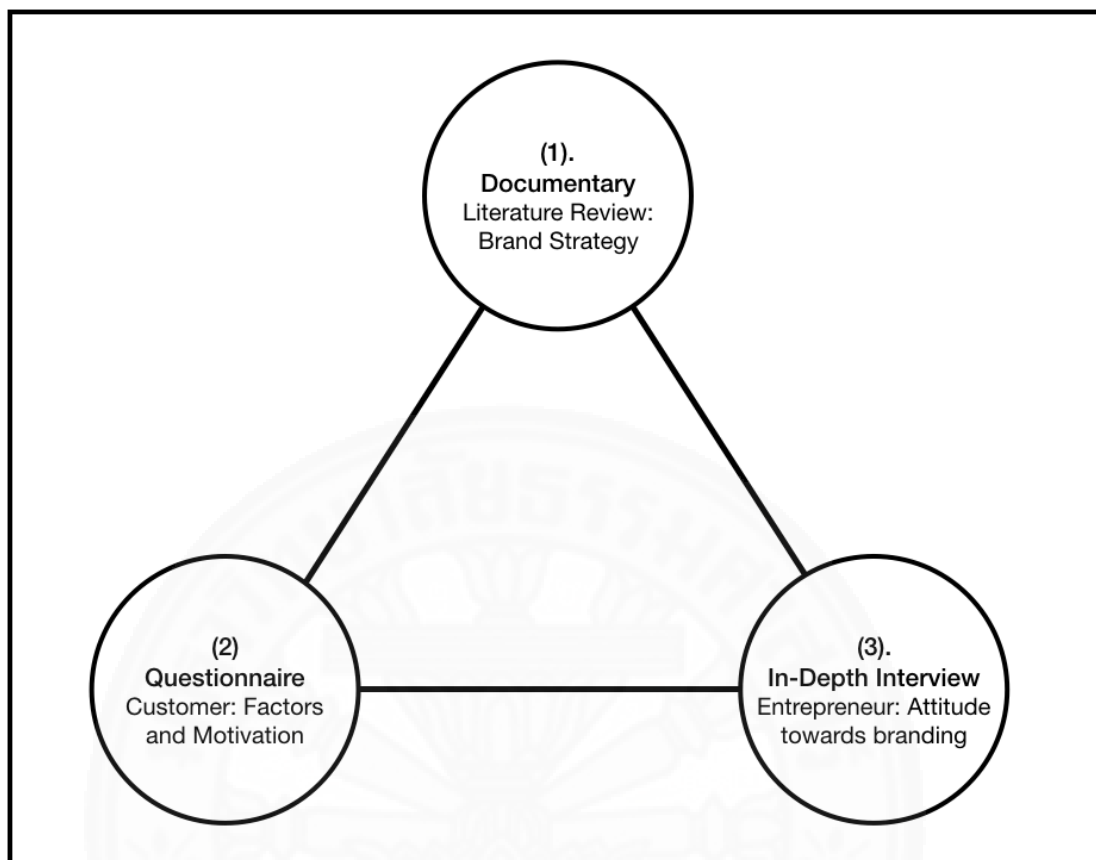 (1).
Documentary
Literature Review:
Brand Strategy
(2)
Questionnaire
Customer: Factors
and Motivation
(3).
In-Depth Interview
Entrepreneur: Attitude
towards branding